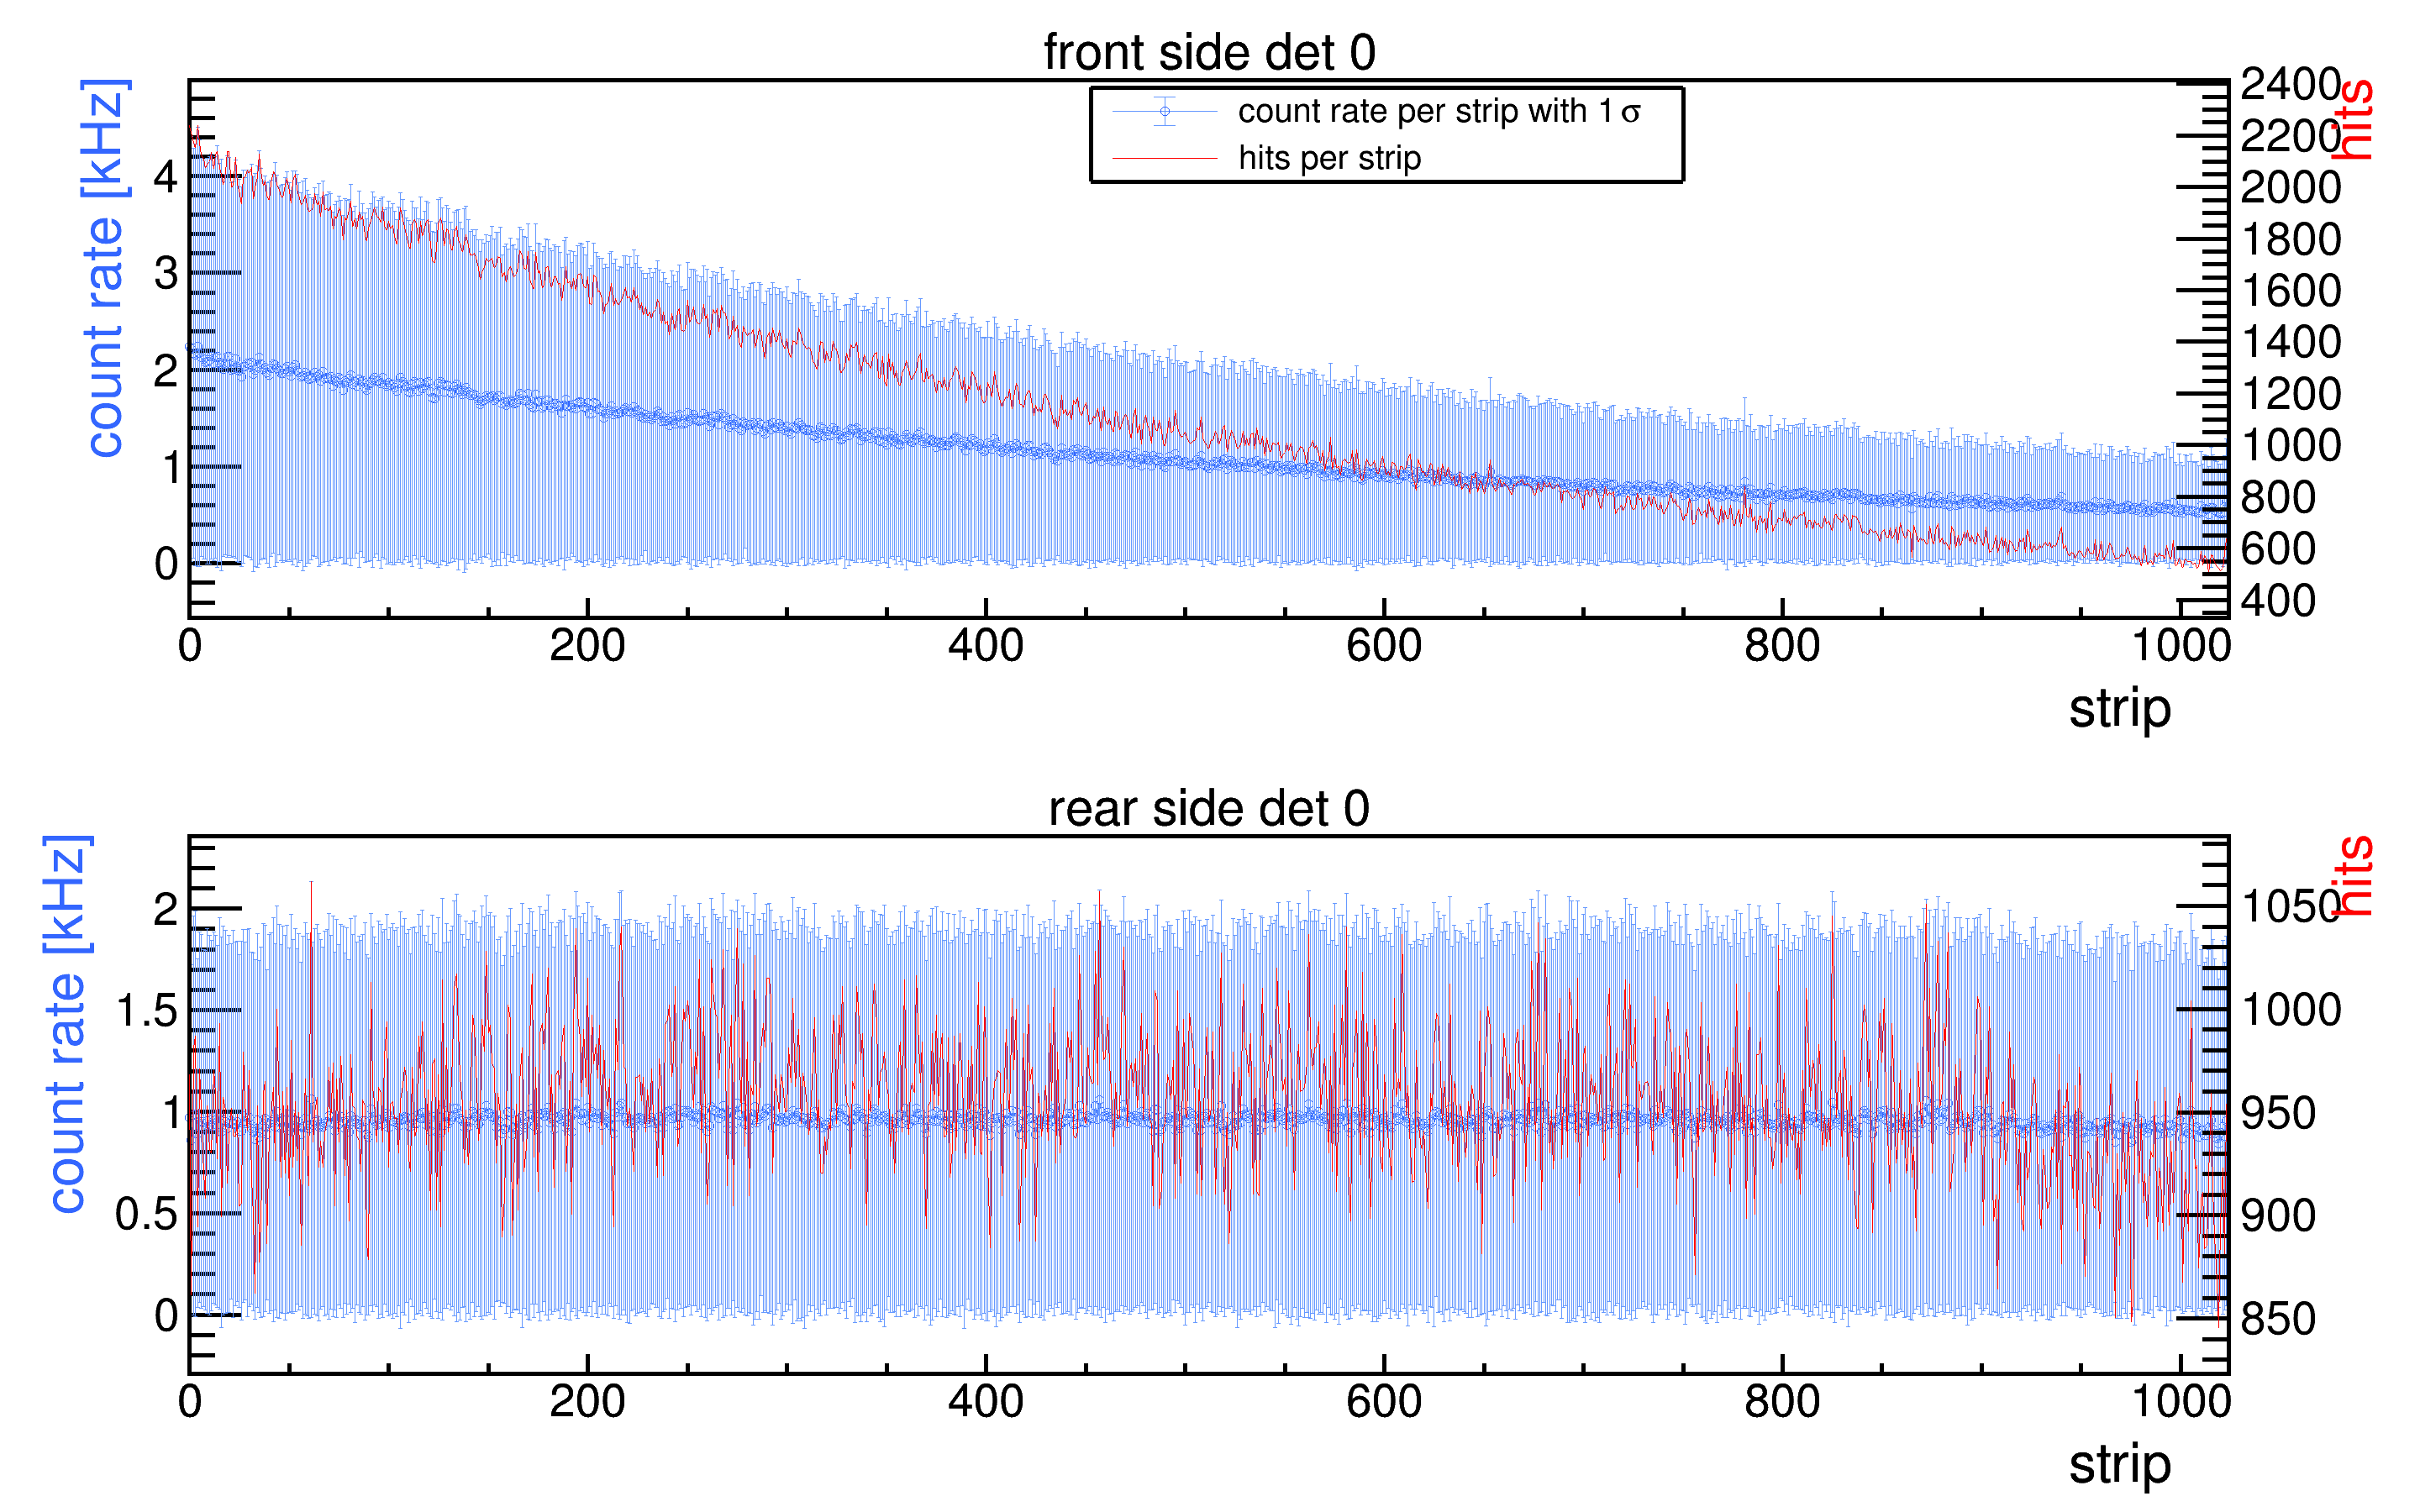 front side det 0
count rate [kHz]
hits
count rate per strip with 1 σ
hits per strip
4
3
2
1
0
2400
2200
2000
1800
1600
1400
1200
1000
800
600
400
0 200 400 600 800 1000
strip
rear side det 0
count rate [kHz]
hits
2
1.5
1
0.5
0
1050
1000
950
900
850
0 200 400 600 800 1000
strip